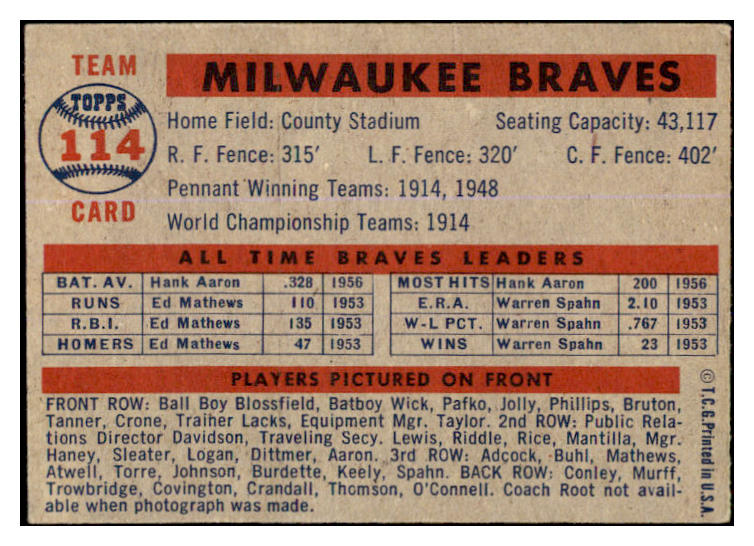 TEAM
TOPPS
114
CARD
MILWAUKEE BRAVES
Home Field: County Stadium Seating Capacity: 43,117
R. F. Fence: 315' L. F. Fence: 320' C. F. Fence: 402'
Pennant Winning Teams: 1914, 1948
World Championship Teams: 1914
ALL TIME BRAVES LEADERS
BAT. AV. Hank Aaron .328 1956 MOST HITS Hank Aaron 200 1956
RUNS Ed Mathews 110 1953 E.R.A. Warren Spahn 2.10 1953
R.B.I. Ed Mathews 135 1953 W-L PCT. Warren Spahn .767 1953
HOMERS Ed Mathews 47 1953 WINS Warren Spahn 23 1953
PLAYERS PICTURED ON FRONT
FRONT ROW: Ball Boy Blossfield, Batboy Wick, Pafko, Jolly, Phillips, Bruton,
Tanner, Crone, Trainer Lacks, Equipment Mgr. Taylor. 2nd ROW: Public Rela-
tions Director Davidson, Traveling Secy. Lewis, Riddle, Rice, Mantilla, Mgr.
Haney, Sleater, Logan, Dittmer, Aaron. 3rd ROW: Adcock, Buhl, Mathews,
Atwell, Torre, Johnson, Burdette, Keely, Spahn. BACK ROW: Conley, Murff,
Trowbridge, Covington, Crandall, Thomson, O'Connell. Coach Root not avail-
able when photograph was made.
© T.C.G. Printed in U.S.A.